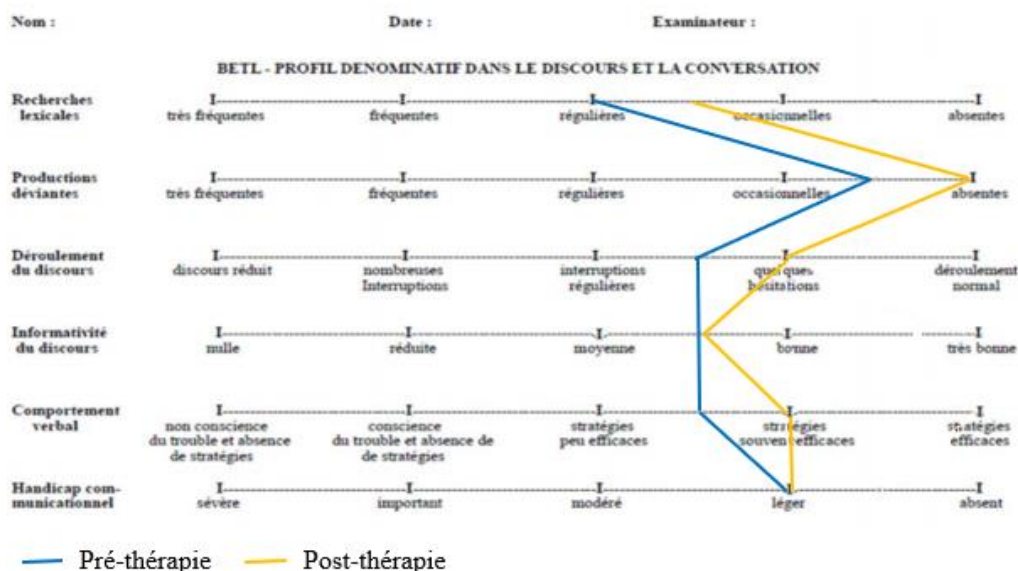 Nom : Date : Examinateur :
BETL - PROFIL DENOMINATIF DANS LE DISCOURS ET LA CONVERSATION
Recherches lexicales
très fréquentes fréquentes régulières occasionnelles absentes
Productions déviantes
très fréquentes fréquentes régulières occasionnelles absentes
Déroulement du discours
discours réduit nombreuses Interruptions interruptions régulières quelques hésitations déroulement normal
Informativité du discours
nulle réduite moyenne bonne très bonne
Comportement verbal
non conscience du trouble et absence de stratégies conscience du trouble et absence de stratégies stratégies peu efficaces stratégies souvent efficaces stratégies efficaces
Handicap com-municationnel
sévère important modéré léger absent
Pré-thérapie Post-thérapie